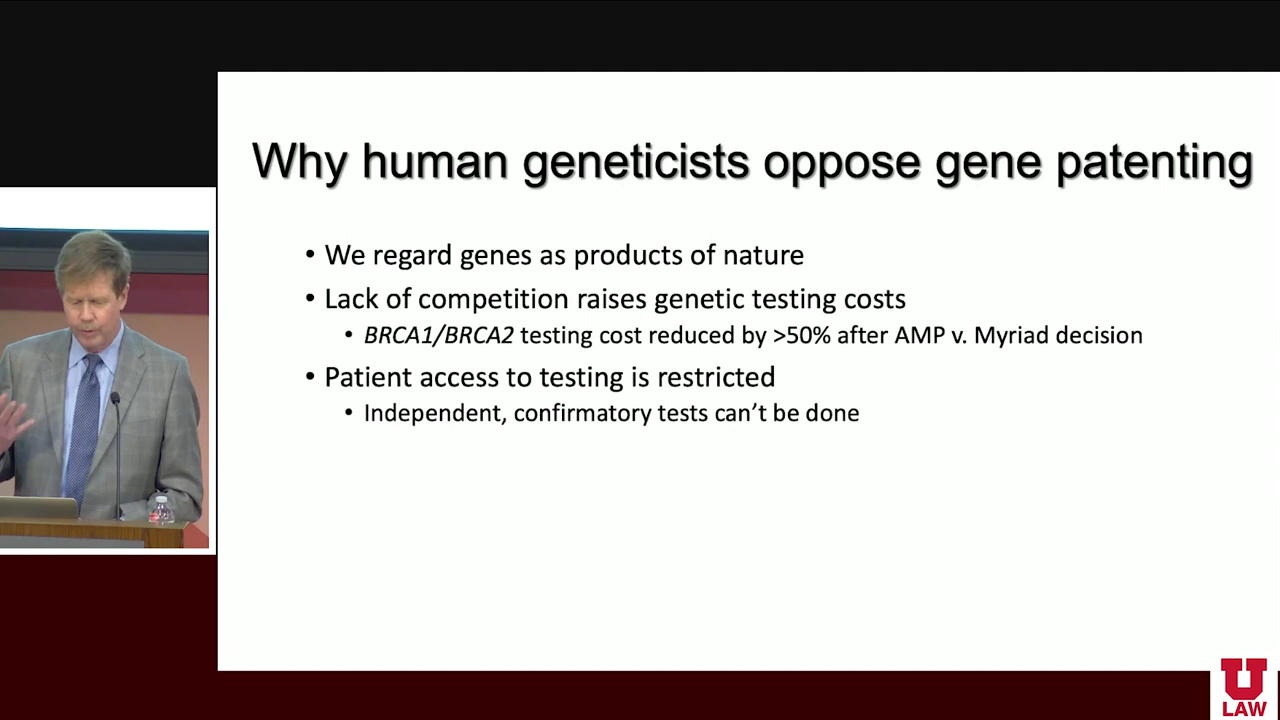 Why human geneticists oppose gene patenting
• We regard genes as products of nature
• Lack of competition raises genetic testing costs
• BRCA1/BRCA2 testing cost reduced by >50% after AMP v. Myriad decision
• Patient access to testing is restricted
• Independent, confirmatory tests can’t be done
U
LAW